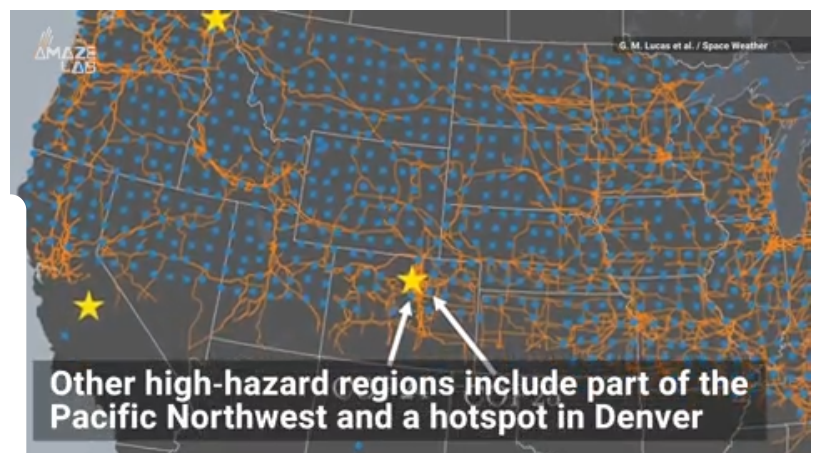 AMAZE
LAB
G. M. Lucas et al. / Space Weather
Other high-hazard regions include part of the
Pacific Northwest and a hotspot in Denver